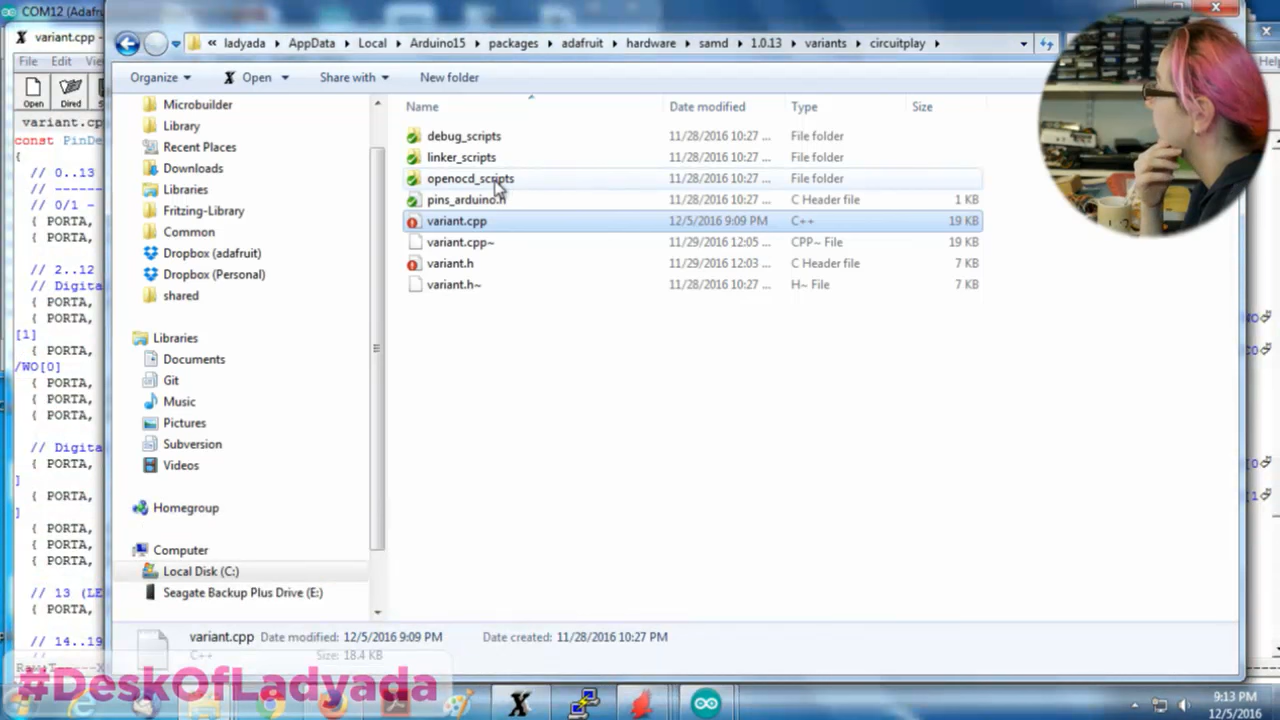 COM12 (Adafru
variant.cpp -
File Edit Vie
Open Dired
variant.cp
const PinDe
{
// 0..13
// ------
// 0/1 -
// 2..12
// Digita
{ PORTA,
{ PORTA,
[1]
{ PORTA,
/WO[0]
{ PORTA,
{ PORTA,
{ PORTA,
// Digita
{ PORTA,
]
{ PORTA,
]
{ PORTA,
{ PORTA,
{ PORTA,
// 13 (LE
{ PORTA,
// 14..19
« ladyada AppData Local Arduino15 packages adafruit hardware samd 1.0.13 variants circuitplay
Organize Open Share with New folder
Microbuilder
Library
Recent Places
Downloads
Libraries
Fritzing-Library
Common
Dropbox (adafruit)
Dropbox (Personal)
shared
Libraries
Documents
Git
Music
Pictures
Subversion
Videos
Homegroup
Computer
Local Disk (C:)
Seagate Backup Plus Drive (E:)
Name Date modified Type Size
debug_scripts 11/28/2016 10:27 ... File folder
linker_scripts 11/28/2016 10:27 ... File folder
openocd_scripts 11/28/2016 10:27 ... File folder
pins_arduino.h 11/28/2016 10:27 ... C Header file 1 KB
variant.cpp 12/5/2016 9:09 PM C++ 19 KB
variant.cpp~ 11/29/2016 12:05 ... CPP~ File 19 KB
variant.h 11/29/2016 12:03 ... C Header file 7 KB
variant.h~ 11/28/2016 10:27 ... H~ File 7 KB
variant.cpp Date modified: 12/5/2016 9:09 PM Date created: 11/28/2016 10:27 PM
C++ Size: 18.4 KB
#DeskOfLadyada
9:13 PM
12/5/2016